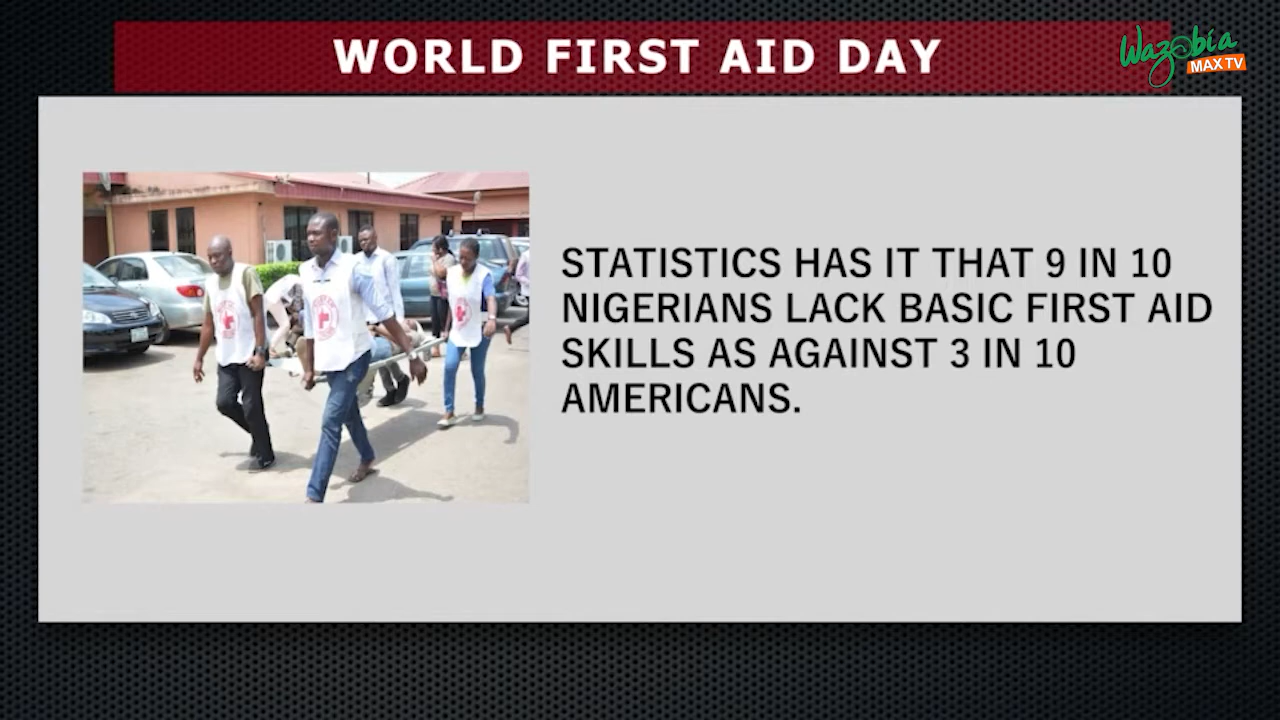 WORLD FIRST AID DAY
Wazobia
MAX TV
STATISTICS HAS IT THAT 9 IN 10
NIGERIANS LACK BASIC FIRST AID
SKILLS AS AGAINST 3 IN 10
AMERICANS.